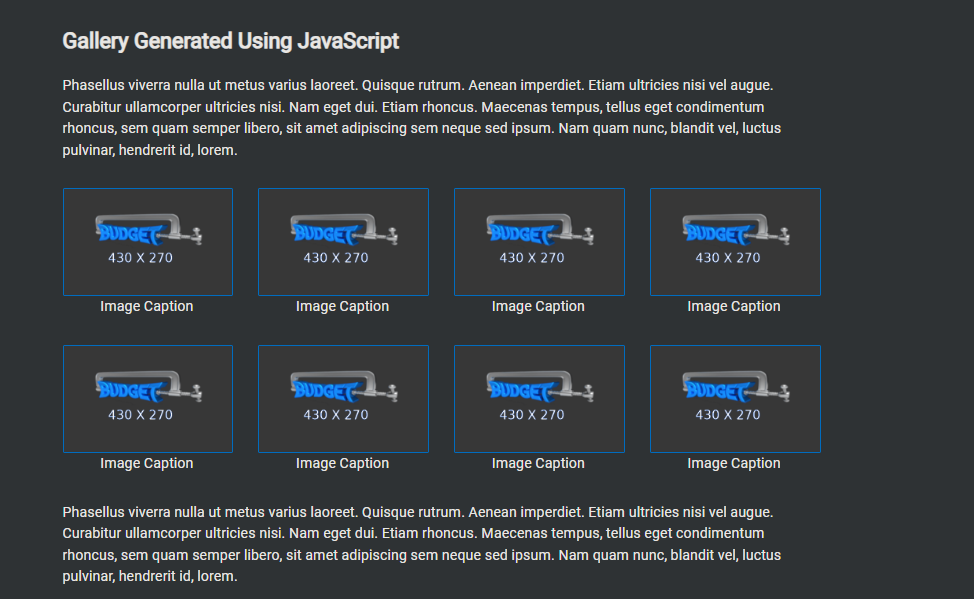 Gallery Generated Using JavaScript
Phasellus viverra nulla ut metus varius laoreet. Quisque rutrum. Aenean imperdiet. Etiam ultricies nisi vel augue.
Curabitur ullamcorper ultricies nisi. Nam eget dui. Etiam rhoncus. Maecenas tempus, tellus eget condimentum
rhoncus, sem quam semper libero, sit amet adipiscing sem neque sed ipsum. Nam quam nunc, blandit vel, luctus
pulvinar, hendrerit id, lorem.
BUDGET BUDGET BUDGET BUDGET
430 X 270 430 X 270 430 X 270 430 X 270
Image Caption Image Caption Image Caption Image Caption
BUDGET BUDGET BUDGET BUDGET
430 X 270 430 X 270 430 X 270 430 X 270
Image Caption Image Caption Image Caption Image Caption
Phasellus viverra nulla ut metus varius laoreet. Quisque rutrum. Aenean imperdiet. Etiam ultricies nisi vel augue.
Curabitur ullamcorper ultricies nisi. Nam eget dui. Etiam rhoncus. Maecenas tempus, tellus eget condimentum
rhoncus, sem quam semper libero, sit amet adipiscing sem neque sed ipsum. Nam quam nunc, blandit vel, luctus
pulvinar, hendrerit id, lorem.